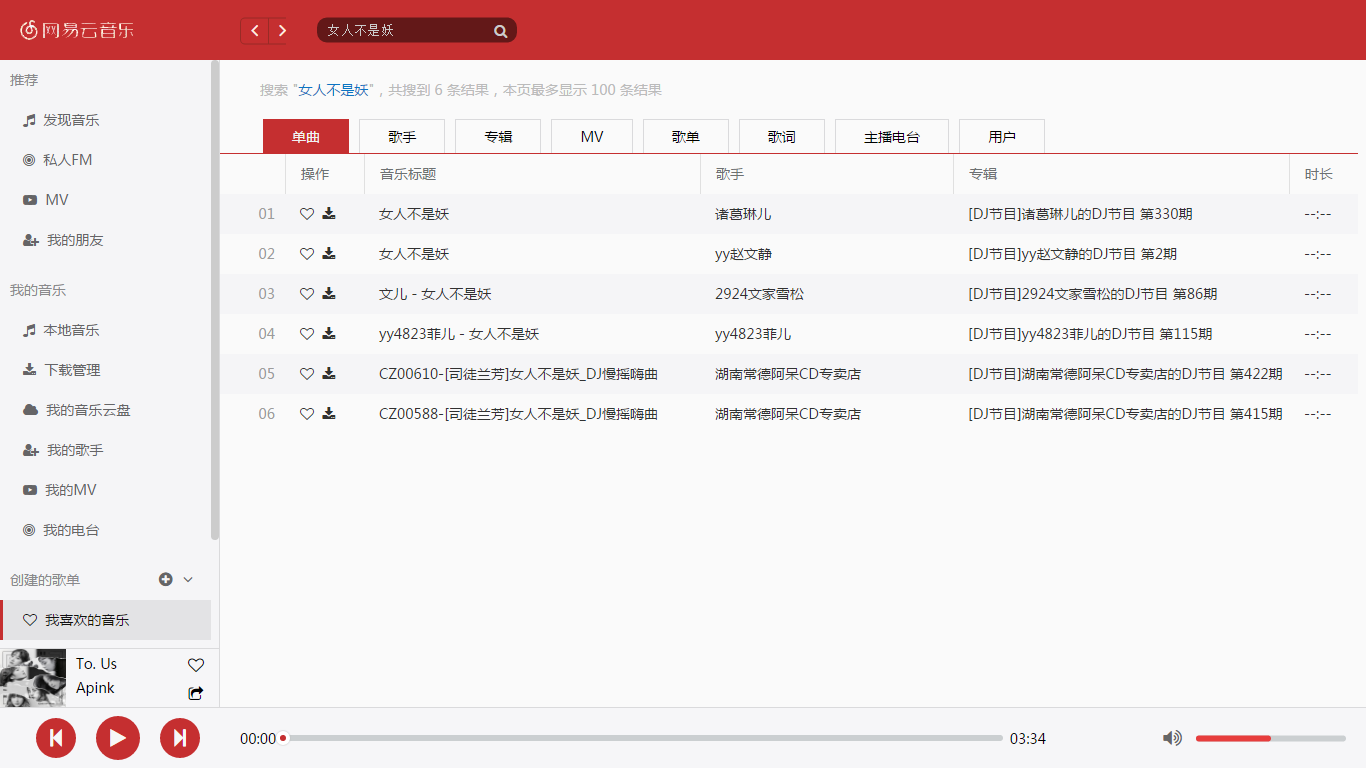 网易云音乐
女人不是妖
推荐
发现音乐
私人FM
MV
我的朋友
我的音乐
本地音乐
下载管理
我的音乐云盘
我的歌手
我的MV
我的电台
创建的歌单
我喜欢的音乐
To. Us
Apink
搜索 "女人不是妖"，共搜到 6 条结果，本页最多显示 100 条结果
单曲 歌手 专辑 MV 歌单 歌词 主播电台 用户
操作 音乐标题 歌手 专辑 时长
01 女人不是妖 诸葛琳儿 [DJ节目]诸葛琳儿的DJ节目 第330期 --:--
02 女人不是妖 yy赵文静 [DJ节目]yy赵文静的DJ节目 第2期 --:--
03 文儿 - 女人不是妖 2924文家雪松 [DJ节目]2924文家雪松的DJ节目 第86期 --:--
04 yy4823菲儿 - 女人不是妖 yy4823菲儿 [DJ节目]yy4823菲儿的DJ节目 第115期 --:--
05 CZ00610-[司徒兰芳]女人不是妖_DJ慢摇嗨曲 湖南常德阿呆CD专卖店 [DJ节目]湖南常德阿呆CD专卖店的DJ节目 第422期 --:--
06 CZ00588-[司徒兰芳]女人不是妖_DJ慢摇嗨曲 湖南常德阿呆CD专卖店 [DJ节目]湖南常德阿呆CD专卖店的DJ节目 第415期 --:--
00:00 03:34